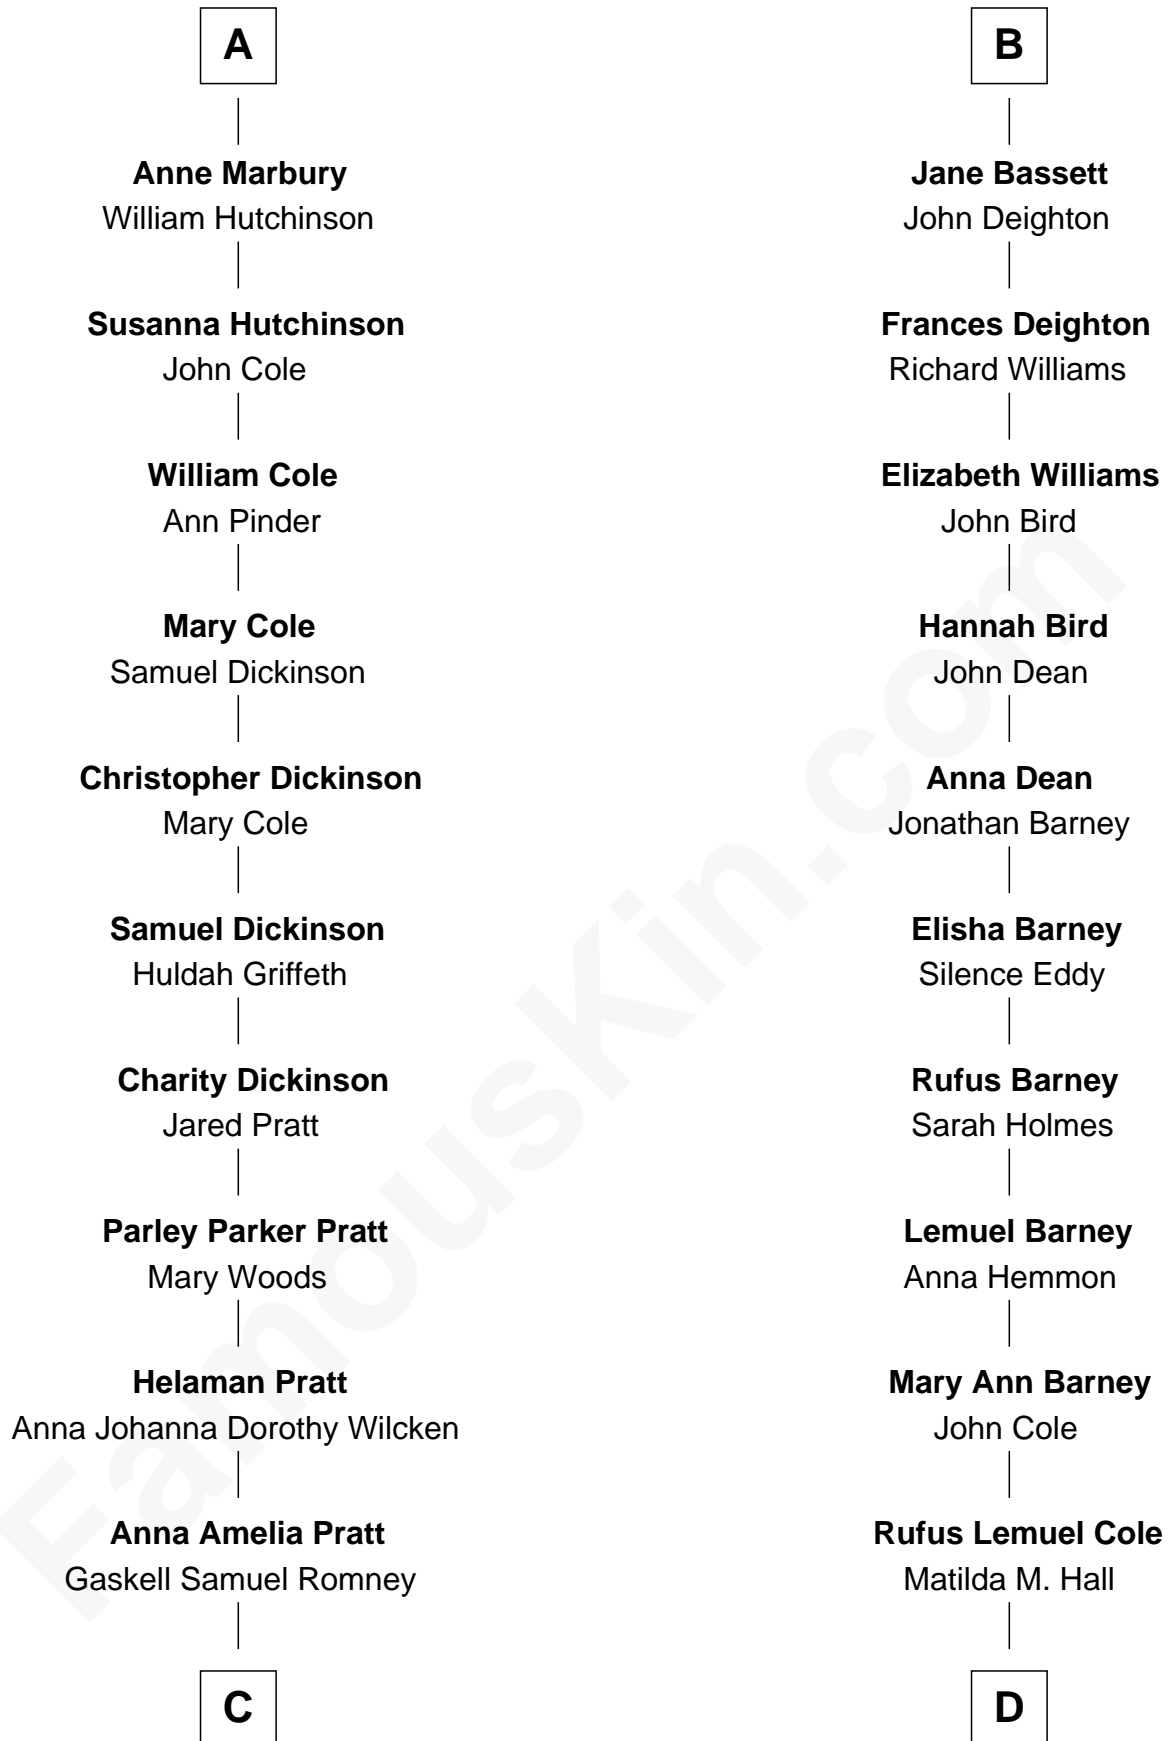 A
Anne Marbury
William Hutchinson
Susanna Hutchinson
John Cole
William Cole
Ann Pinder
Mary Cole
Samuel Dickinson
Christopher Dickinson
Mary Cole
Samuel Dickinson
Huldah Griffeth
Charity Dickinson
Jared Pratt
Parley Parker Pratt
Mary Woods
Helaman Pratt
Anna Johanna Dorothy Wilcken
Anna Amelia Pratt
Gaskell Samuel Romney
C
B
Jane Bassett
John Deighton
Frances Deighton
Richard Williams
Elizabeth Williams
John Bird
Hannah Bird
John Dean
Anna Dean
Jonathan Barney
Elisha Barney
Silence Eddy
Rufus Barney
Sarah Holmes
Lemuel Barney
Anna Hemmon
Mary Ann Barney
John Cole
Rufus Lemuel Cole
Matilda M. Hall
D
FamousKin.com